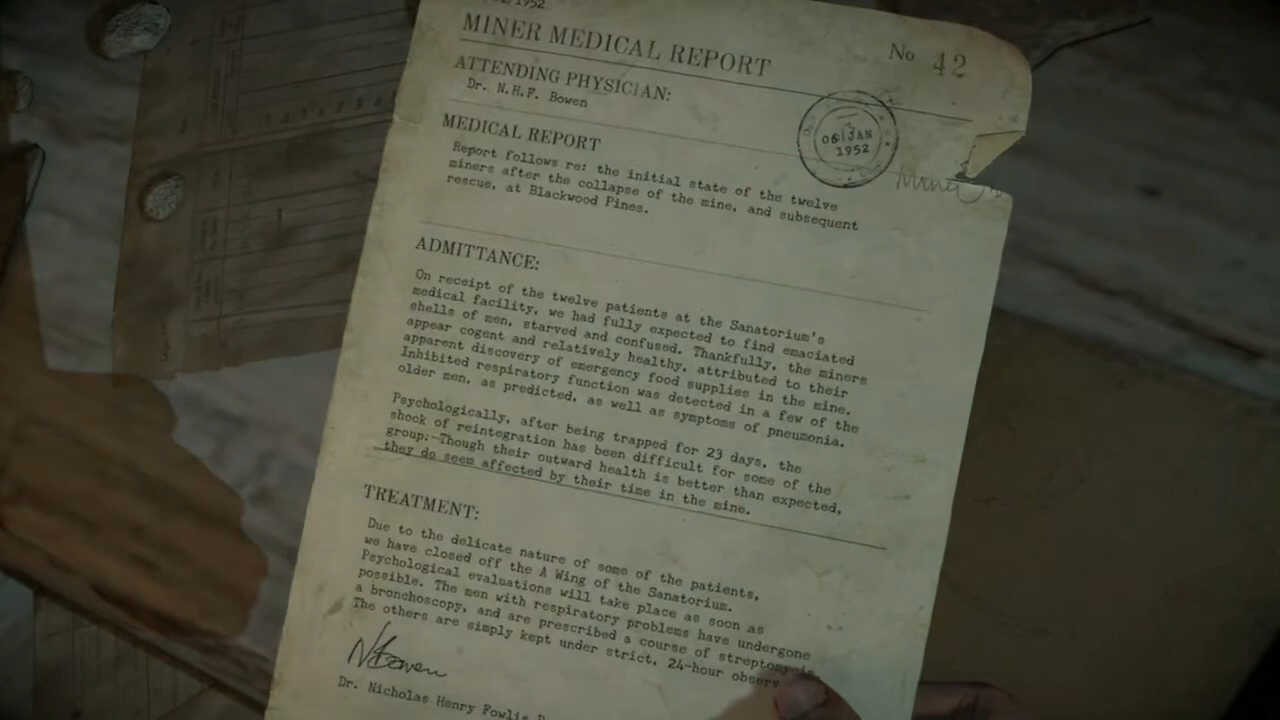 1952
MINER MEDICAL REPORT
No 42
ATTENDING PHYSICIAN:
Dr. N.H.F. Bowen
06 JAN
1952
MEDICAL REPORT
Miner
Report follows re: the initial state of the twelve
miners after the collapse of the mine, and subsequent
rescue, at Blackwood Pines.
ADMITTANCE:
On receipt of the twelve patients at the Sanatorium's
medical facility, we had fully expected to find emaciated
shells of men, starved and confused. Thankfully, the miners
appear cogent and relatively healthy, attributed to their
apparent discovery of emergency food supplies in the mine.
Inhibited respiratory function was detected in a few of the
older men, as predicted, as well as symptoms of pneumonia.
Psychologically, after being trapped for 23 days, the
shock of reintegration has been difficult for some of the
group. Though their outward health is better than expected,
they do seem affected by their time in the mine.
TREATMENT:
Due to the delicate nature of some of the patients,
we have closed off the A Wing of the Sanatorium.
Psychological evaluations will take place as soon as
possible. The men with respiratory problems have undergone
a bronchoscopy, and are prescribed a course of
The others are simply kept under strict, 24-hour
NBowen
Dr. Nicholas Henry Fowlis